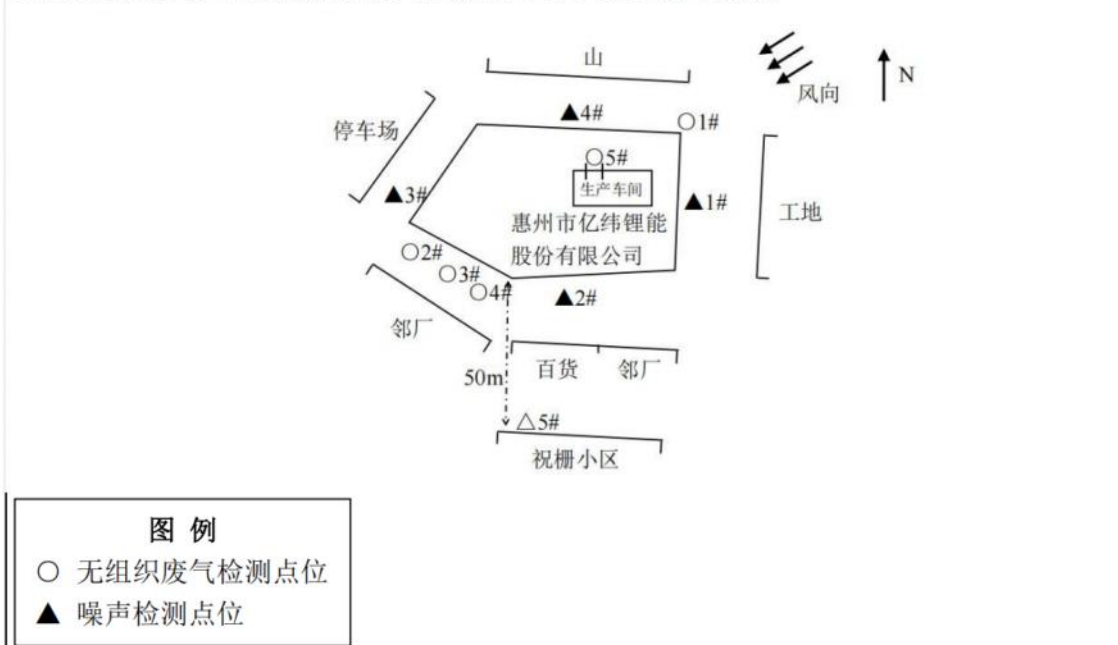 山
风向
N
停车场
▲4#
○1#
○5#
▲3#
生产车间
▲1#
工地
惠州市亿纬锂能
股份有限公司
○2#
○3#
○4#
▲2#
邻厂
50m
百货
邻厂
△5#
祝栅小区
图 例
○ 无组织废气检测点位
▲ 噪声检测点位